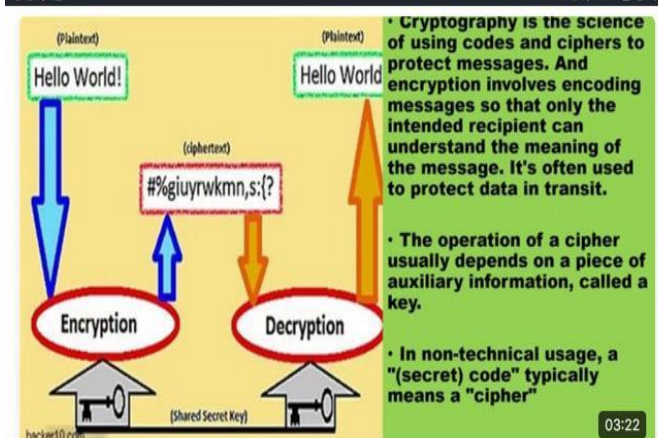 (Plaintext)
Hello World!
(Plaintext)
Hello World
(ciphertext)
#%giuyrwkmn,s:{?
Encryption
Decryption
(Shared Secret Key)
hacker10.com
• Cryptography is the science
of using codes and ciphers to
protect messages. And
encryption involves encoding
messages so that only the
intended recipient can
understand the meaning of
the message. It's often used
to protect data in transit.
• The operation of a cipher
usually depends on a piece of
auxiliary information, called a
key.
• In non-technical usage, a
"(secret) code" typically
means a "cipher"
03:22